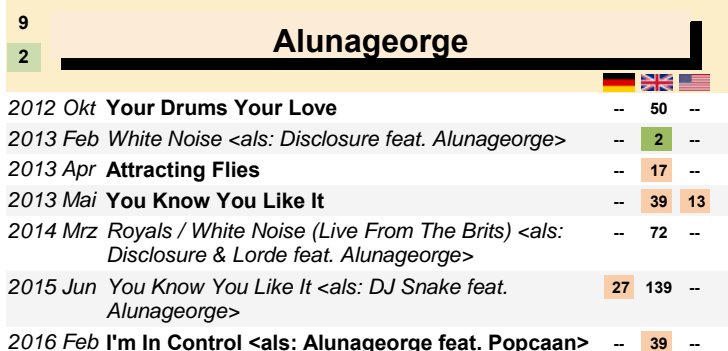 9
2
Alunageorge
2012 Okt Your Drums Your Love -- 50 --
2013 Feb White Noise <als: Disclosure feat. Alunageorge> -- 2 --
2013 Apr Attracting Flies -- 17 --
2013 Mai You Know You Like It -- 39 13
2014 Mrz Royals / White Noise (Live From The Brits) <als: -- 72 --
Disclosure & Lorde feat. Alunageorge>
2015 Jun You Know You Like It <als: DJ Snake feat. 27 139 --
Alunageorge>
2016 Feb I'm In Control <als: Alunageorge feat. Popcaan> -- 39 --